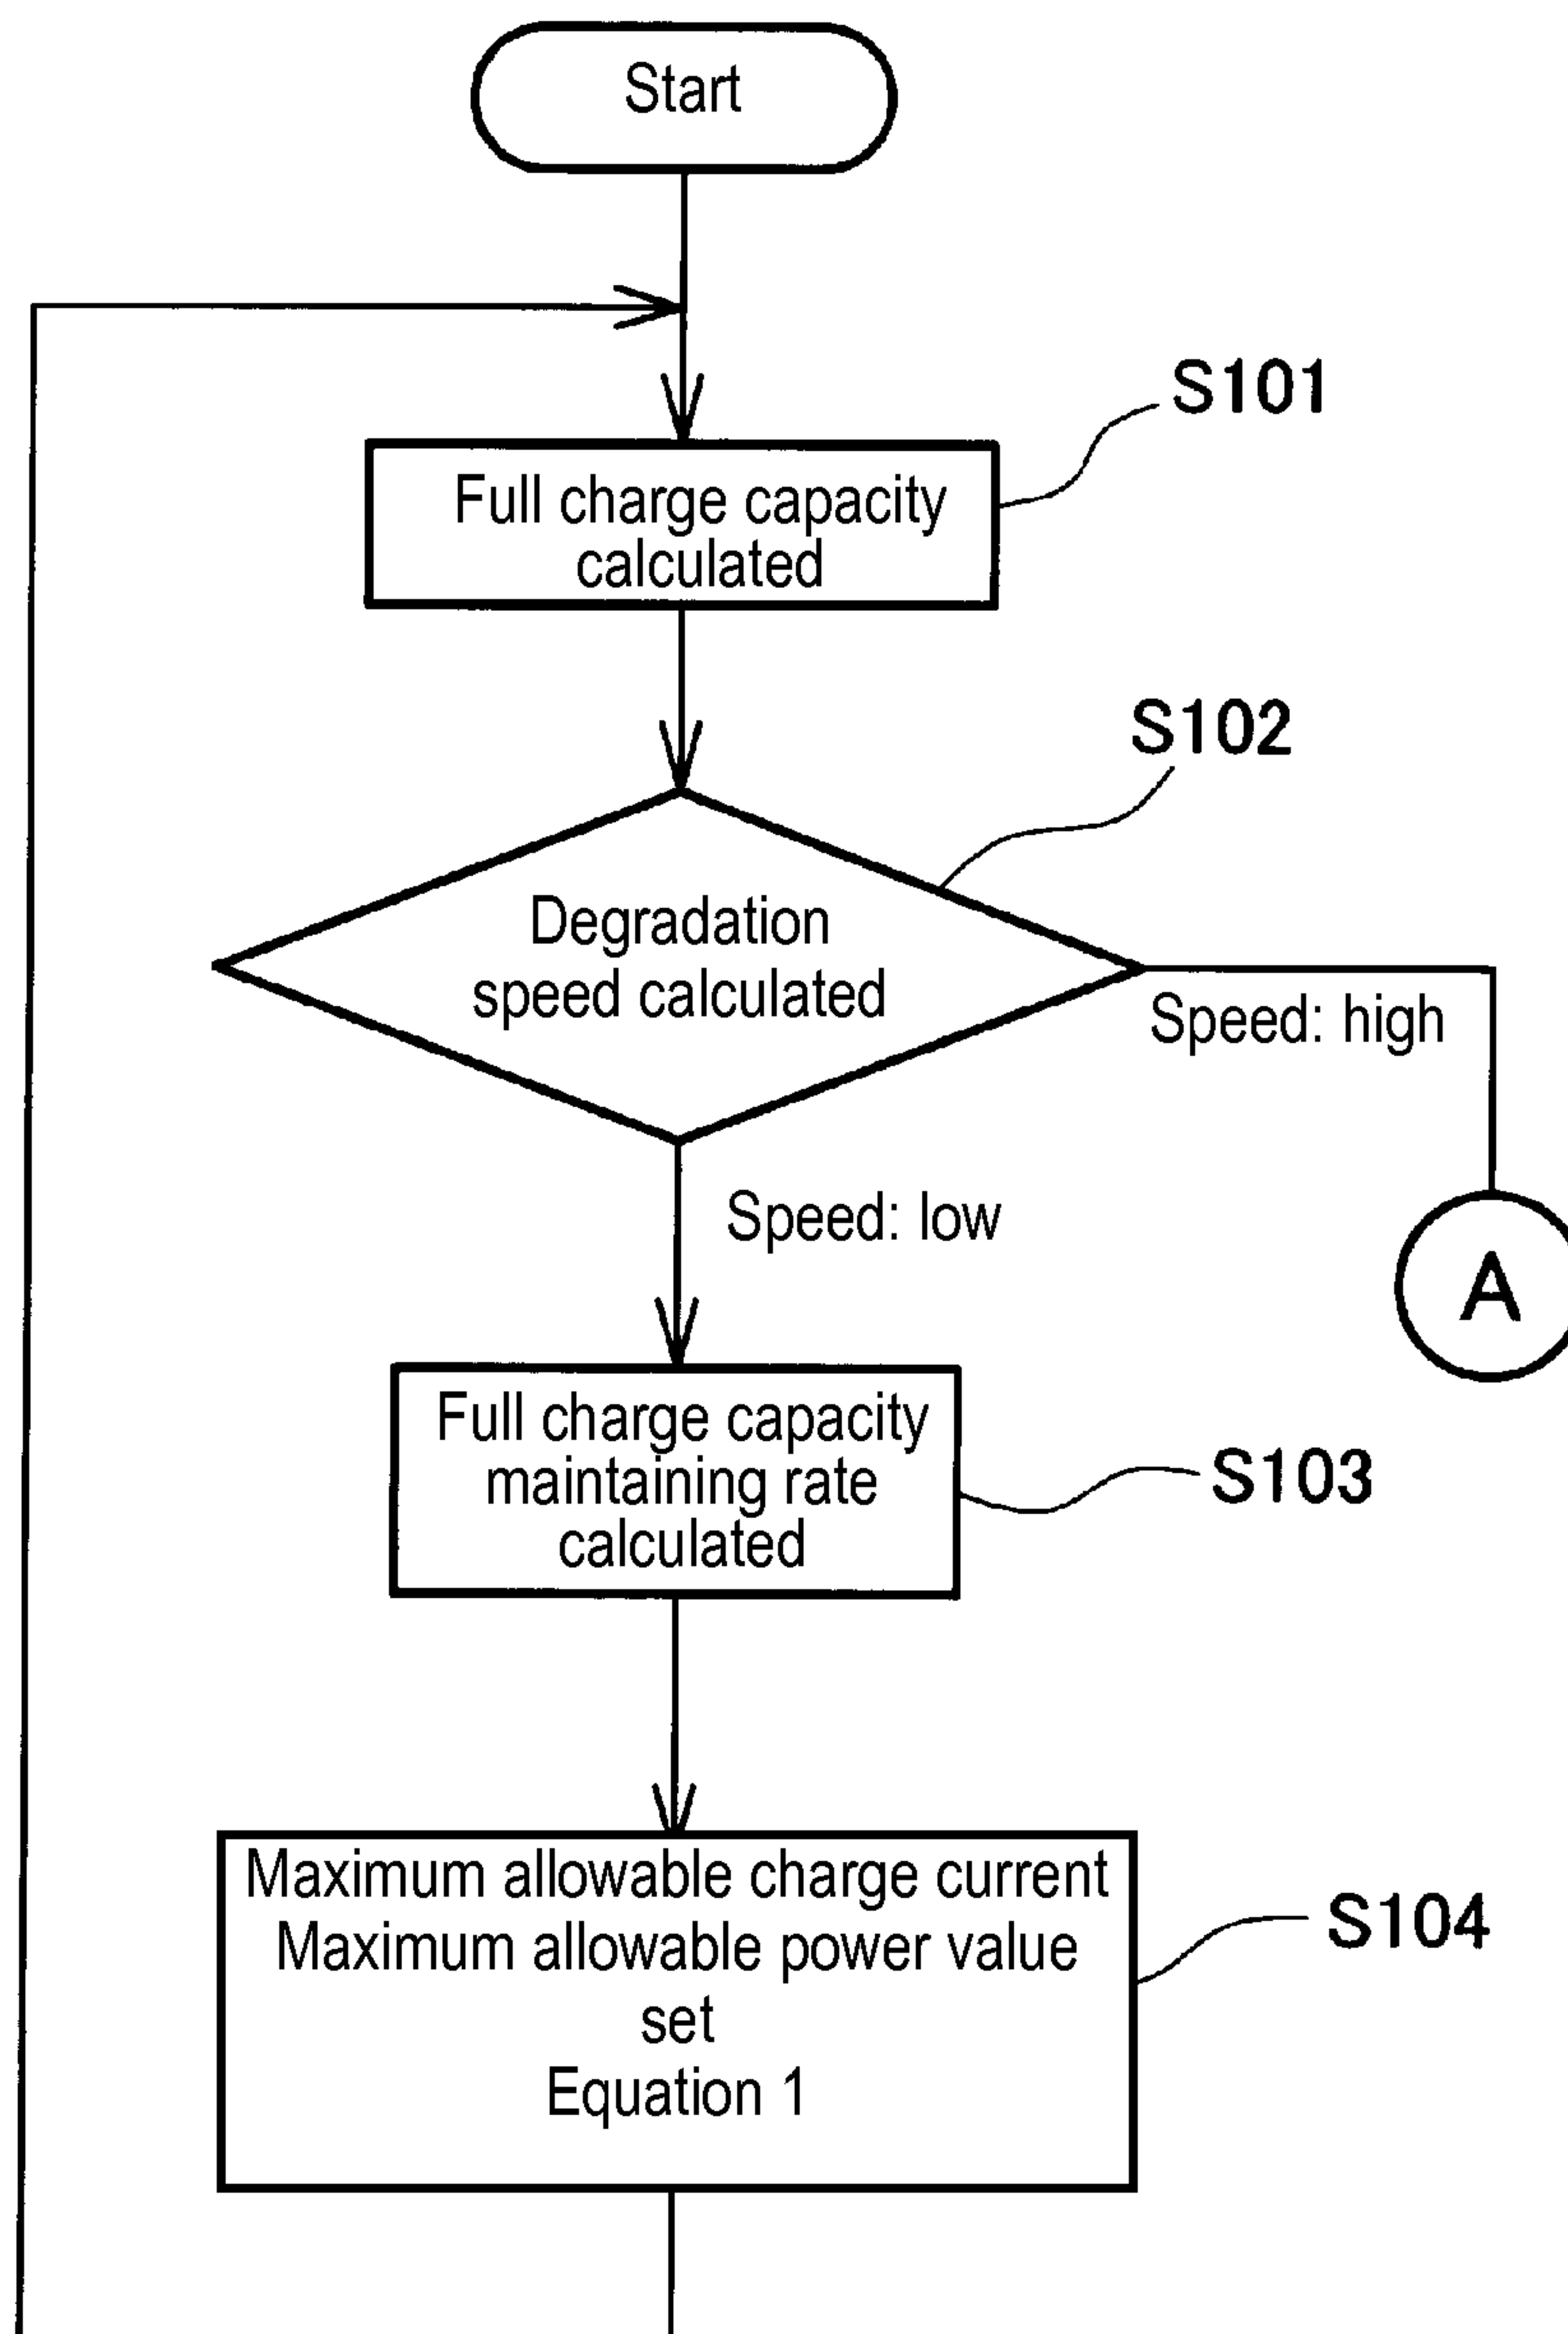 Start
S101
Full charge capacity
calculated
S102
Degradation
speed calculated
Speed: high
Speed: low
A
Full charge capacity
maintaining rate
calculated
S103
Maximum allowable charge current
Maximum allowable power value
set
Equation 1
S104